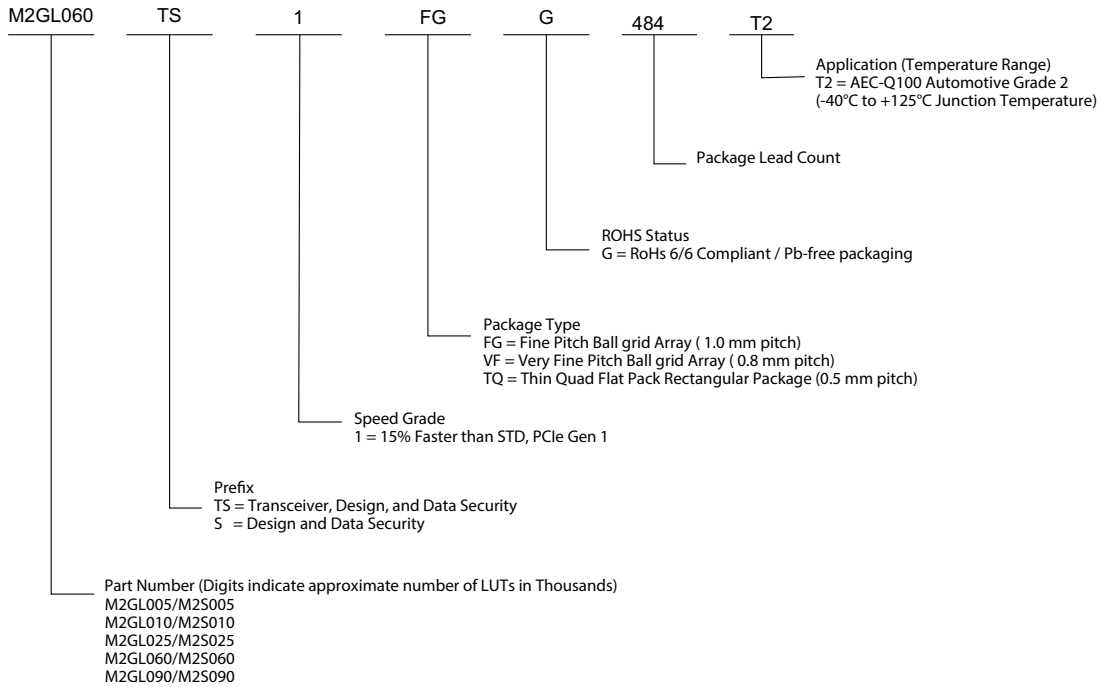 M2GL060 TS 1 FG G 484 T2
Application (Temperature Range)
T2 = AEC-Q100 Automotive Grade 2
(-40°C to +125°C Junction Temperature)
Package Lead Count
ROHS Status
G = RoHs 6/6 Compliant / Pb-free packaging
Package Type
FG = Fine Pitch Ball grid Array ( 1.0 mm pitch)
VF = Very Fine Pitch Ball grid Array ( 0.8 mm pitch)
TQ = Thin Quad Flat Pack Rectangular Package (0.5 mm pitch)
Speed Grade
1 = 15% Faster than STD, PCIe Gen 1
Prefix
TS = Transceiver, Design, and Data Security
S = Design and Data Security
Part Number (Digits indicate approximate number of LUTs in Thousands)
M2GL005/M2S005
M2GL010/M2S010
M2GL025/M2S025
M2GL060/M2S060
M2GL090/M2S090